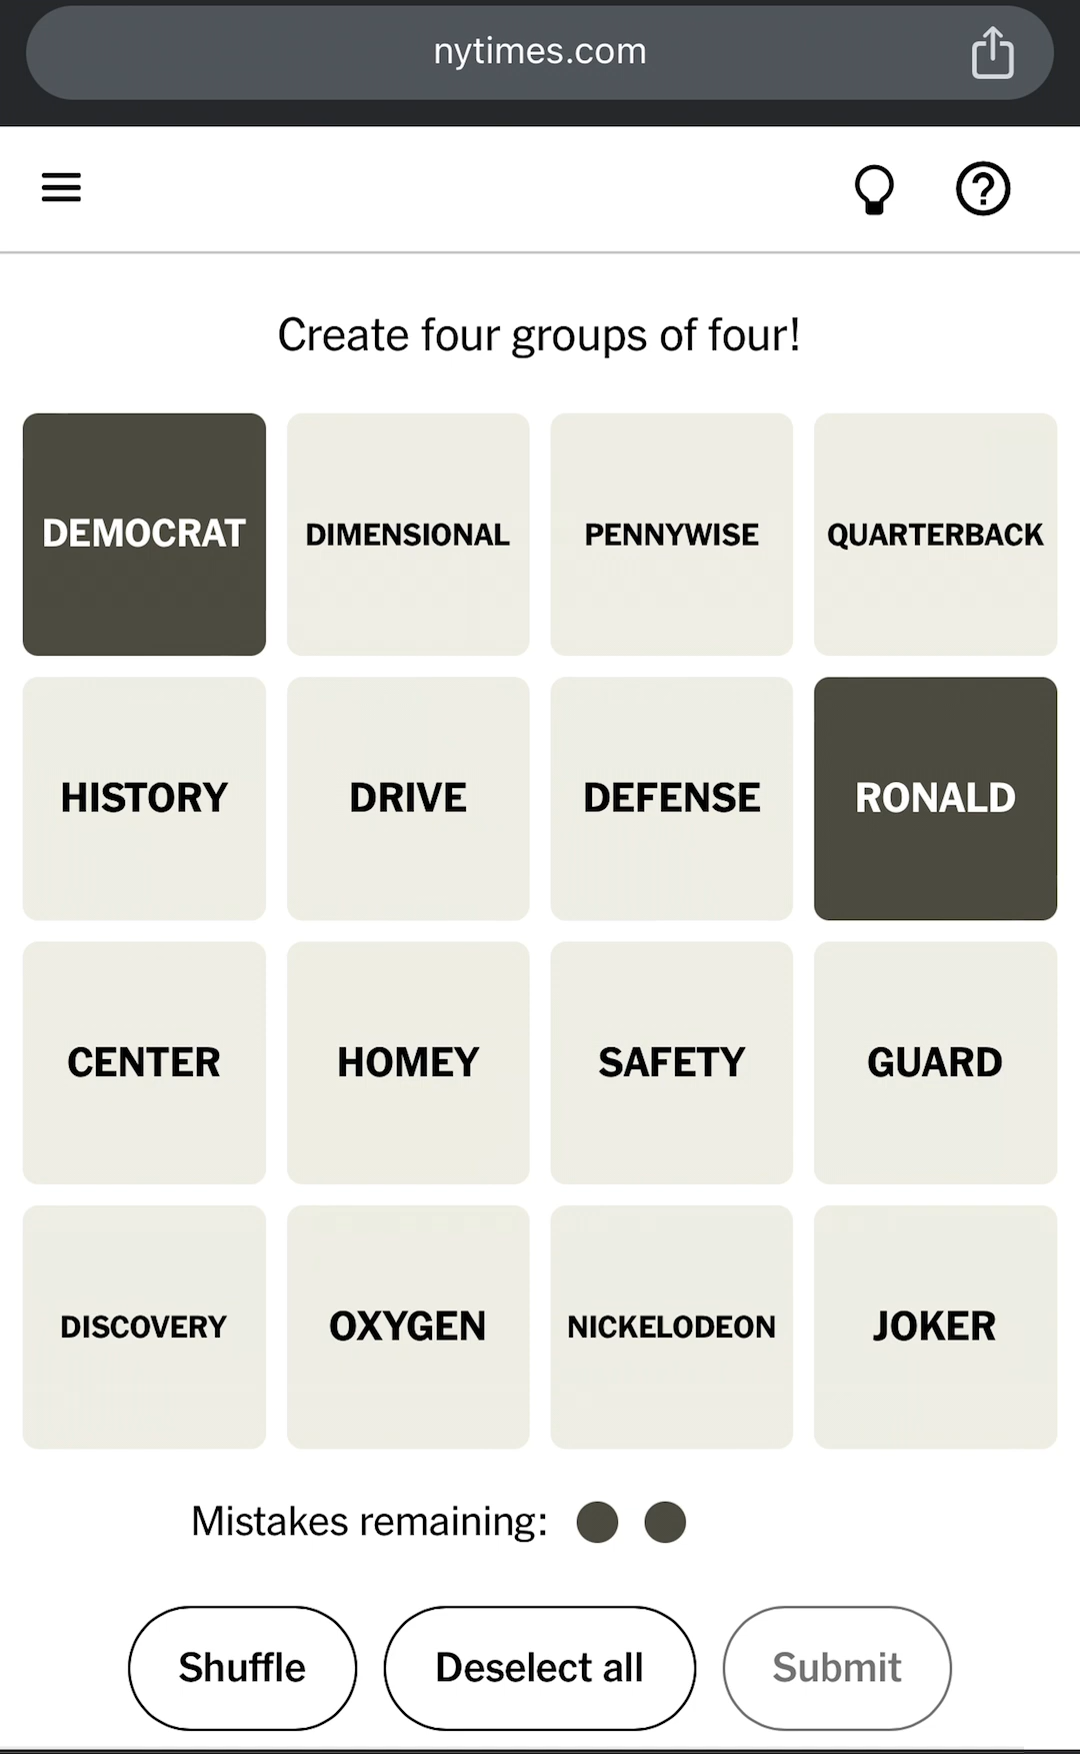 nytimes.com
Create four groups of four!
DEMOCRAT
DIMENSIONAL
PENNYWISE
QUARTERBACK
HISTORY
DRIVE
DEFENSE
RONALD
CENTER
HOMEY
SAFETY
GUARD
DISCOVERY
OXYGEN
NICKELODEON
JOKER
Mistakes remaining:
Shuffle
Deselect all
Submit